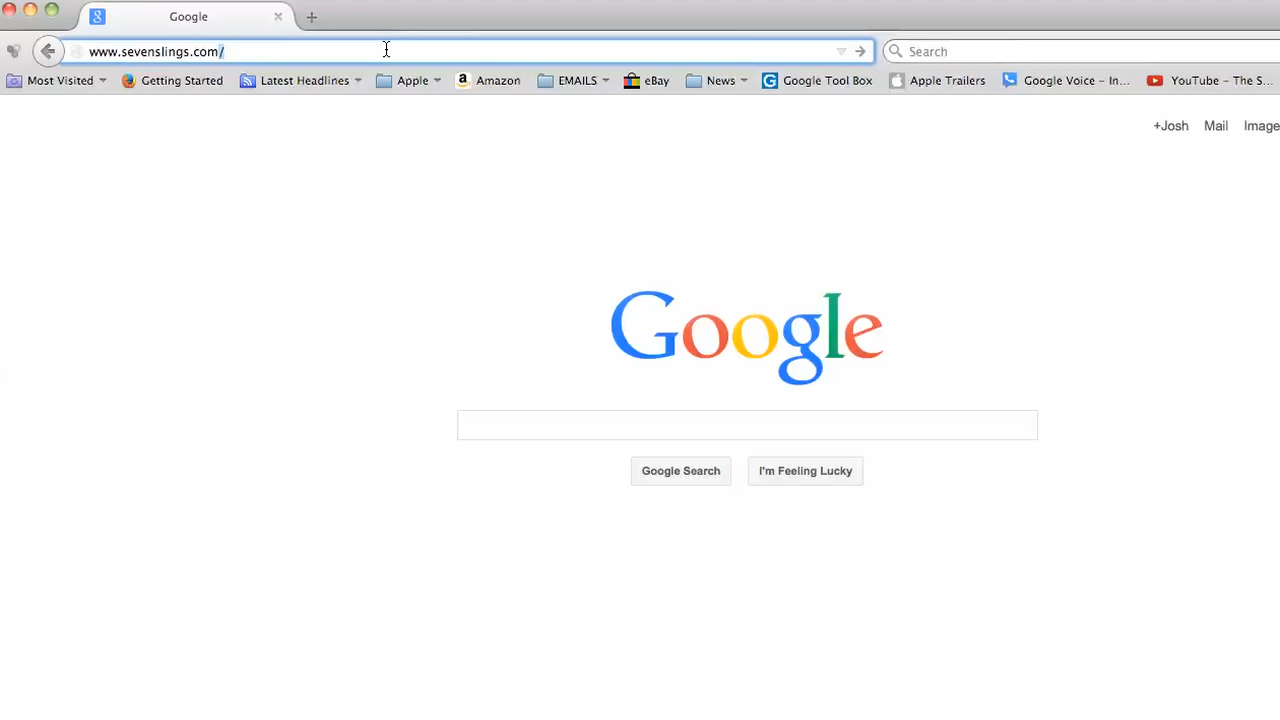 Google
www.sevenslings.com/
Search
Most Visited
Getting Started
Latest Headlines
Apple
Amazon
EMAILS
eBay
News
Google Tool Box
Apple Trailers
Google Voice – In...
YouTube – The S...
+Josh
Mail
Image
Google
Google Search
I'm Feeling Lucky